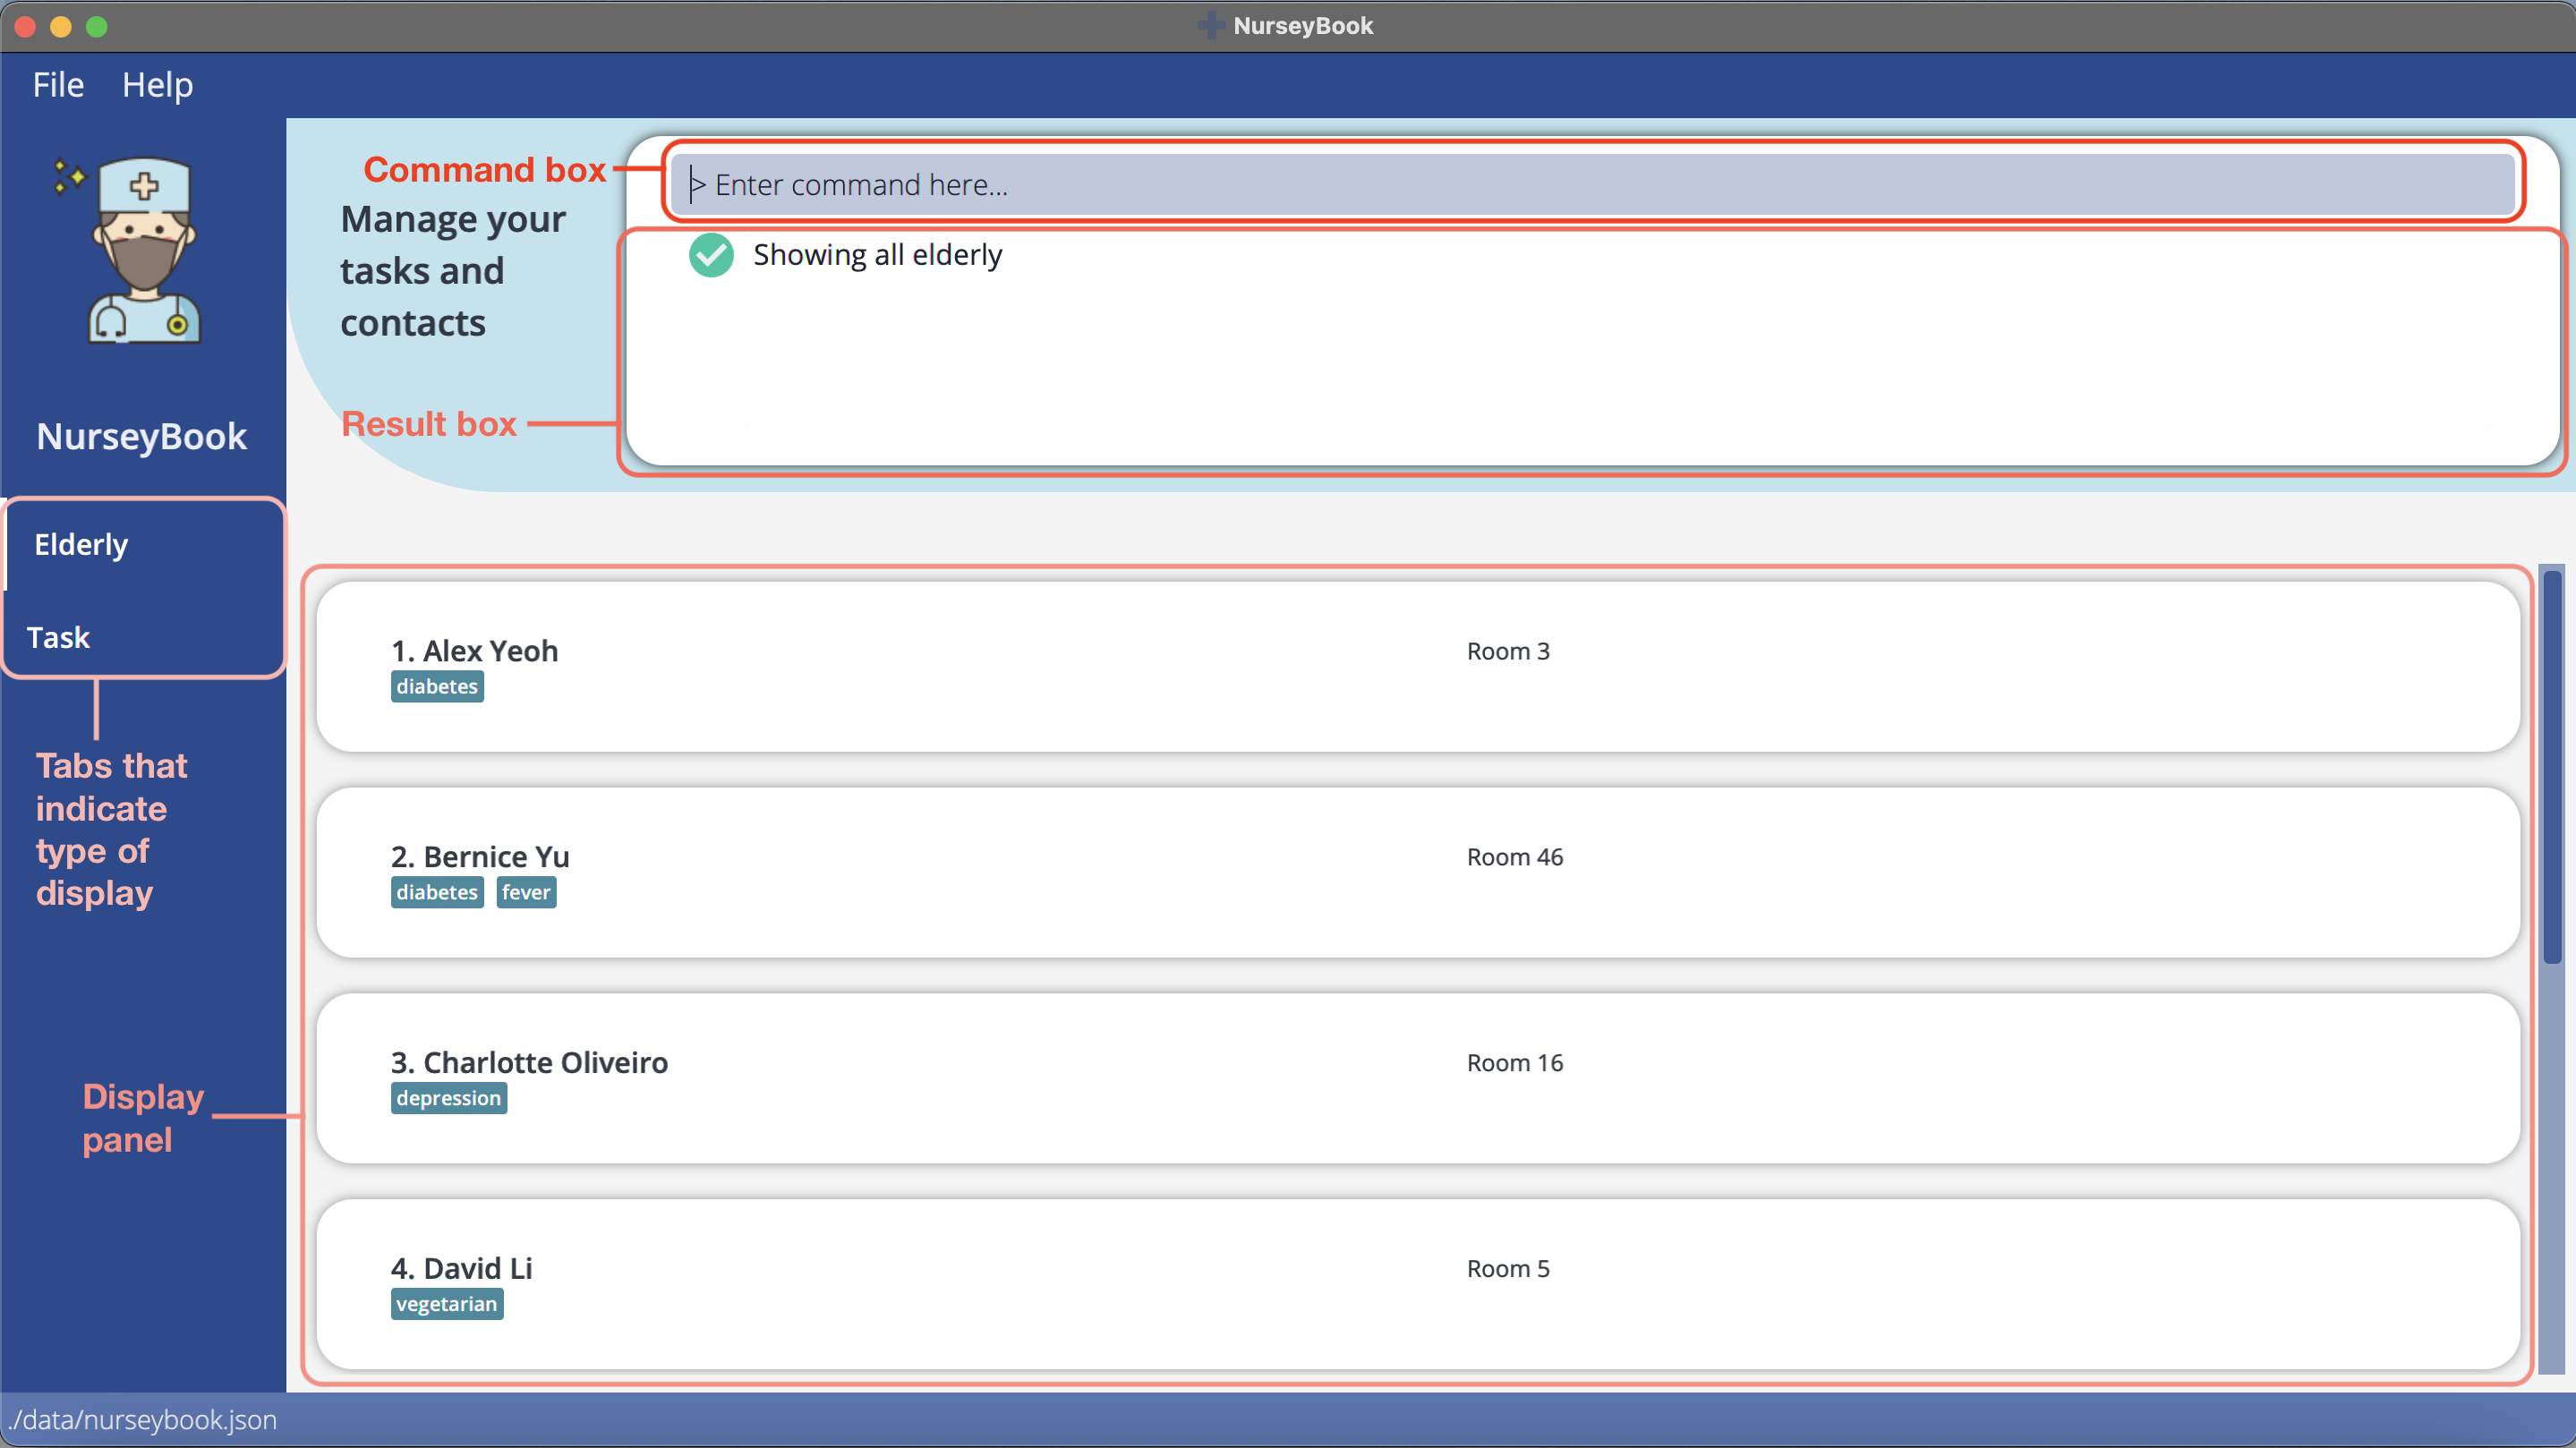 NurseyBook
File Help
Command box
> Enter command here...
Manage your
tasks and
contacts
Showing all elderly
Result box
NurseyBook
Elderly
Task
Tabs that
indicate
type of
display
Display
panel
1. Alex Yeoh
Room 3
diabetes
2. Bernice Yu
Room 46
diabetes fever
3. Charlotte Oliveiro
Room 16
depression
4. David Li
Room 5
vegetarian
./data/nurseybook.json